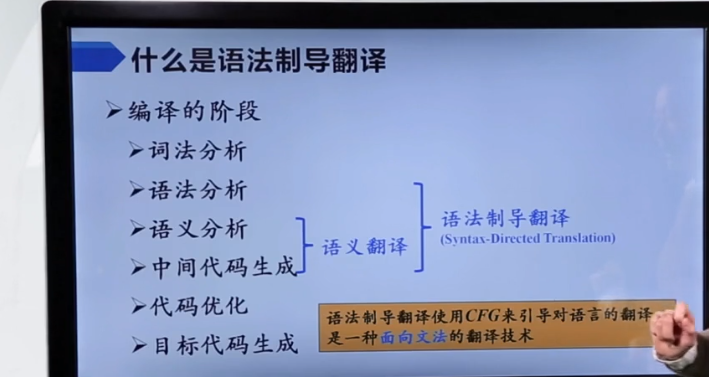 什么是语法制导翻译
➢编译的阶段
➢词法分析
➢语法分析
➢语义分析
➢中间代码生成
➢代码优化
➢目标代码生成
语义翻译
语法制导翻译
(Syntax-Directed Translation)
语法制导翻译使用CFG来引导对语言的翻译
是一种面向文法的翻译技术